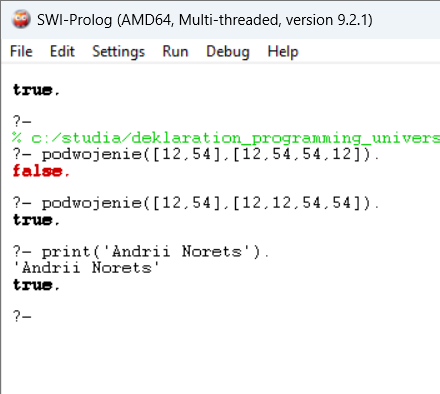 SWI-Prolog (AMD64, Multi-threaded, version 9.2.1)
File Edit Settings Run Debug Help
true.
?-
% c:/studia/deklaration_programming_univers
?- podwojenie([12,54],[12,54,54,12]).
false.
?- podwojenie([12,54],[12,12,54,54]).
true.
?- print('Andrii Norets').
'Andrii Norets'
true.
?-